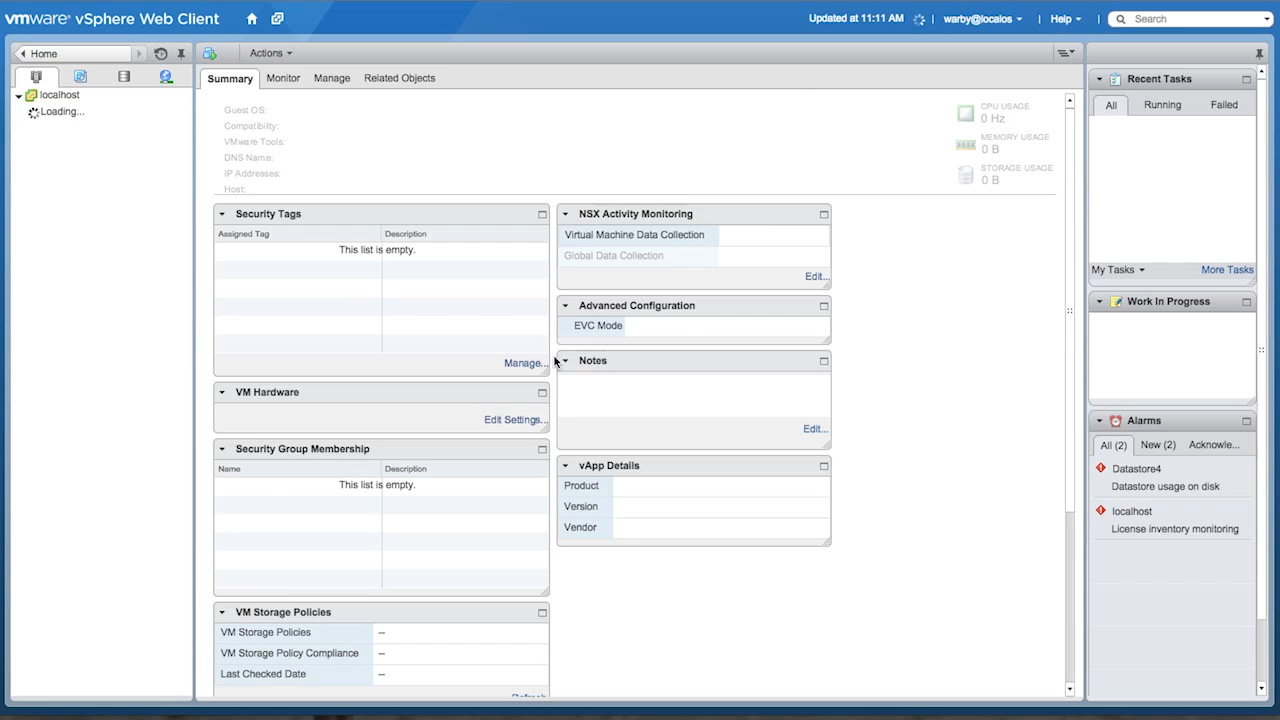 vmware® vSphere Web Client
Updated at 11:11 AM
warby@localos
Help
Search
Home
Actions
localhost
Loading...
Summary
Monitor
Manage
Related Objects
Guest OS:
Compatibility:
VMware Tools:
DNS Name:
IP Addresses:
Host:
CPU USAGE
0 Hz
MEMORY USAGE
0 B
STORAGE USAGE
0 B
Security Tags
Assigned Tag Description
This list is empty.
Manage...
VM Hardware
Edit Settings...
Security Group Membership
Name Description
This list is empty.
VM Storage Policies
VM Storage Policies --
VM Storage Policy Compliance --
Last Checked Date --
Refresh
NSX Activity Monitoring
Virtual Machine Data Collection
Global Data Collection
Edit...
Advanced Configuration
EVC Mode
Notes
Edit...
vApp Details
Product
Version
Vendor
Recent Tasks
All Running Failed
My Tasks More Tasks
Work In Progress
Alarms
All (2) New (2) Acknowle...
Datastore4
Datastore usage on disk
localhost
License inventory monitoring